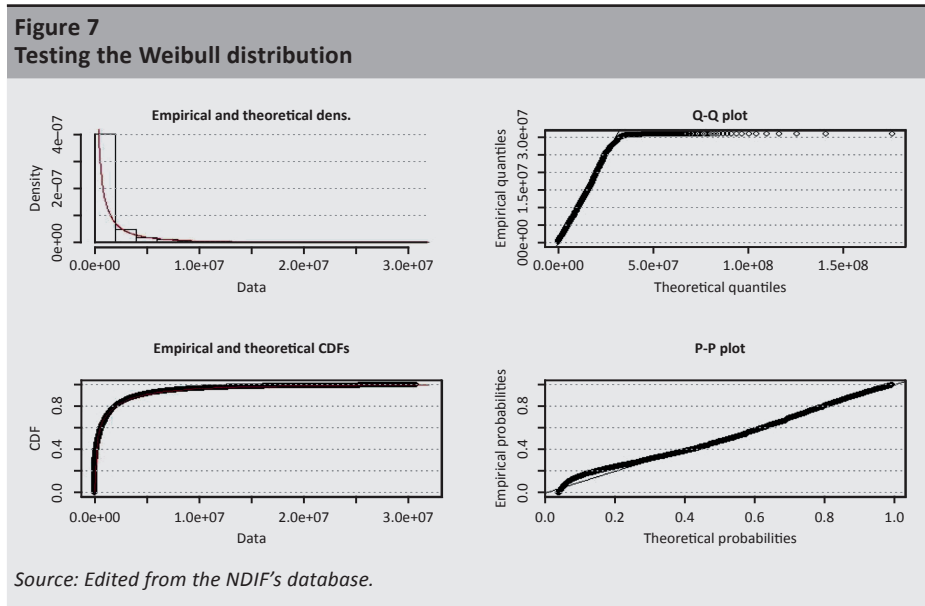 Figure 7
Testing the Weibull distribution
Empirical and theoretical dens.
Density
0e+00 2e−07 4e−07
0.0e+00 1.0e+07 2.0e+07 3.0e+07
Data
Q-Q plot
Empirical quantiles
00e+00 1.5e+07 3.0e+07
0.0e+00 5.0e+07 1.0e+08 1.5e+08
Theoretical quantiles
Empirical and theoretical CDFs
CDF
0.0 0.4 0.8
0.0e+00 1.0e+07 2.0e+07 3.0e+07
Data
P-P plot
Empirical probabilities
0.0 0.4 0.8
0.0 0.2 0.4 0.6 0.8 1.0
Theoretical probabilities
Source: Edited from the NDIF's database.